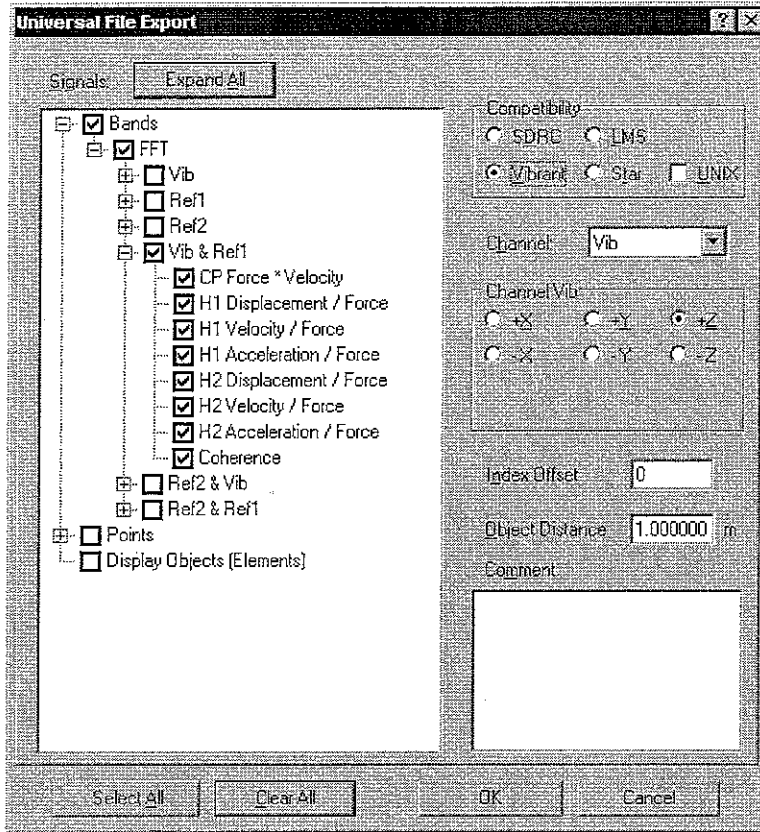 Universal File Export
Signals: Expand All
Bands
FFT
Vib
Ref1
Ref2
Vib & Ref1
CP Force * Velocity
H1 Displacement / Force
H1 Velocity / Force
H1 Acceleration / Force
H2 Displacement / Force
H2 Velocity / Force
H2 Acceleration / Force
Coherence
Ref2 & Vib
Ref2 & Ref1
Points
Display Objects (Elements)
Compatibility
SDRC LMS
Vibrant Star UNIX
Channel: Vib
Channel Vib:
+X +Y +Z
-X -Y -Z
Index Offset 0
Object Distance 1.000000 m
Comment
Select All Clear All OK Cancel